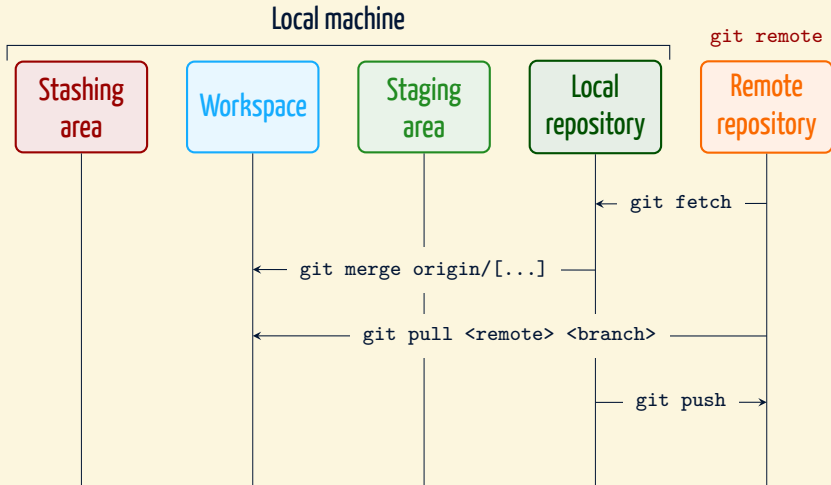 Local machine
git remote
Stashing
area
Workspace
Staging
area
Local
repository
Remote
repository
git fetch
git merge origin/[...]
git pull <remote> <branch>
git push